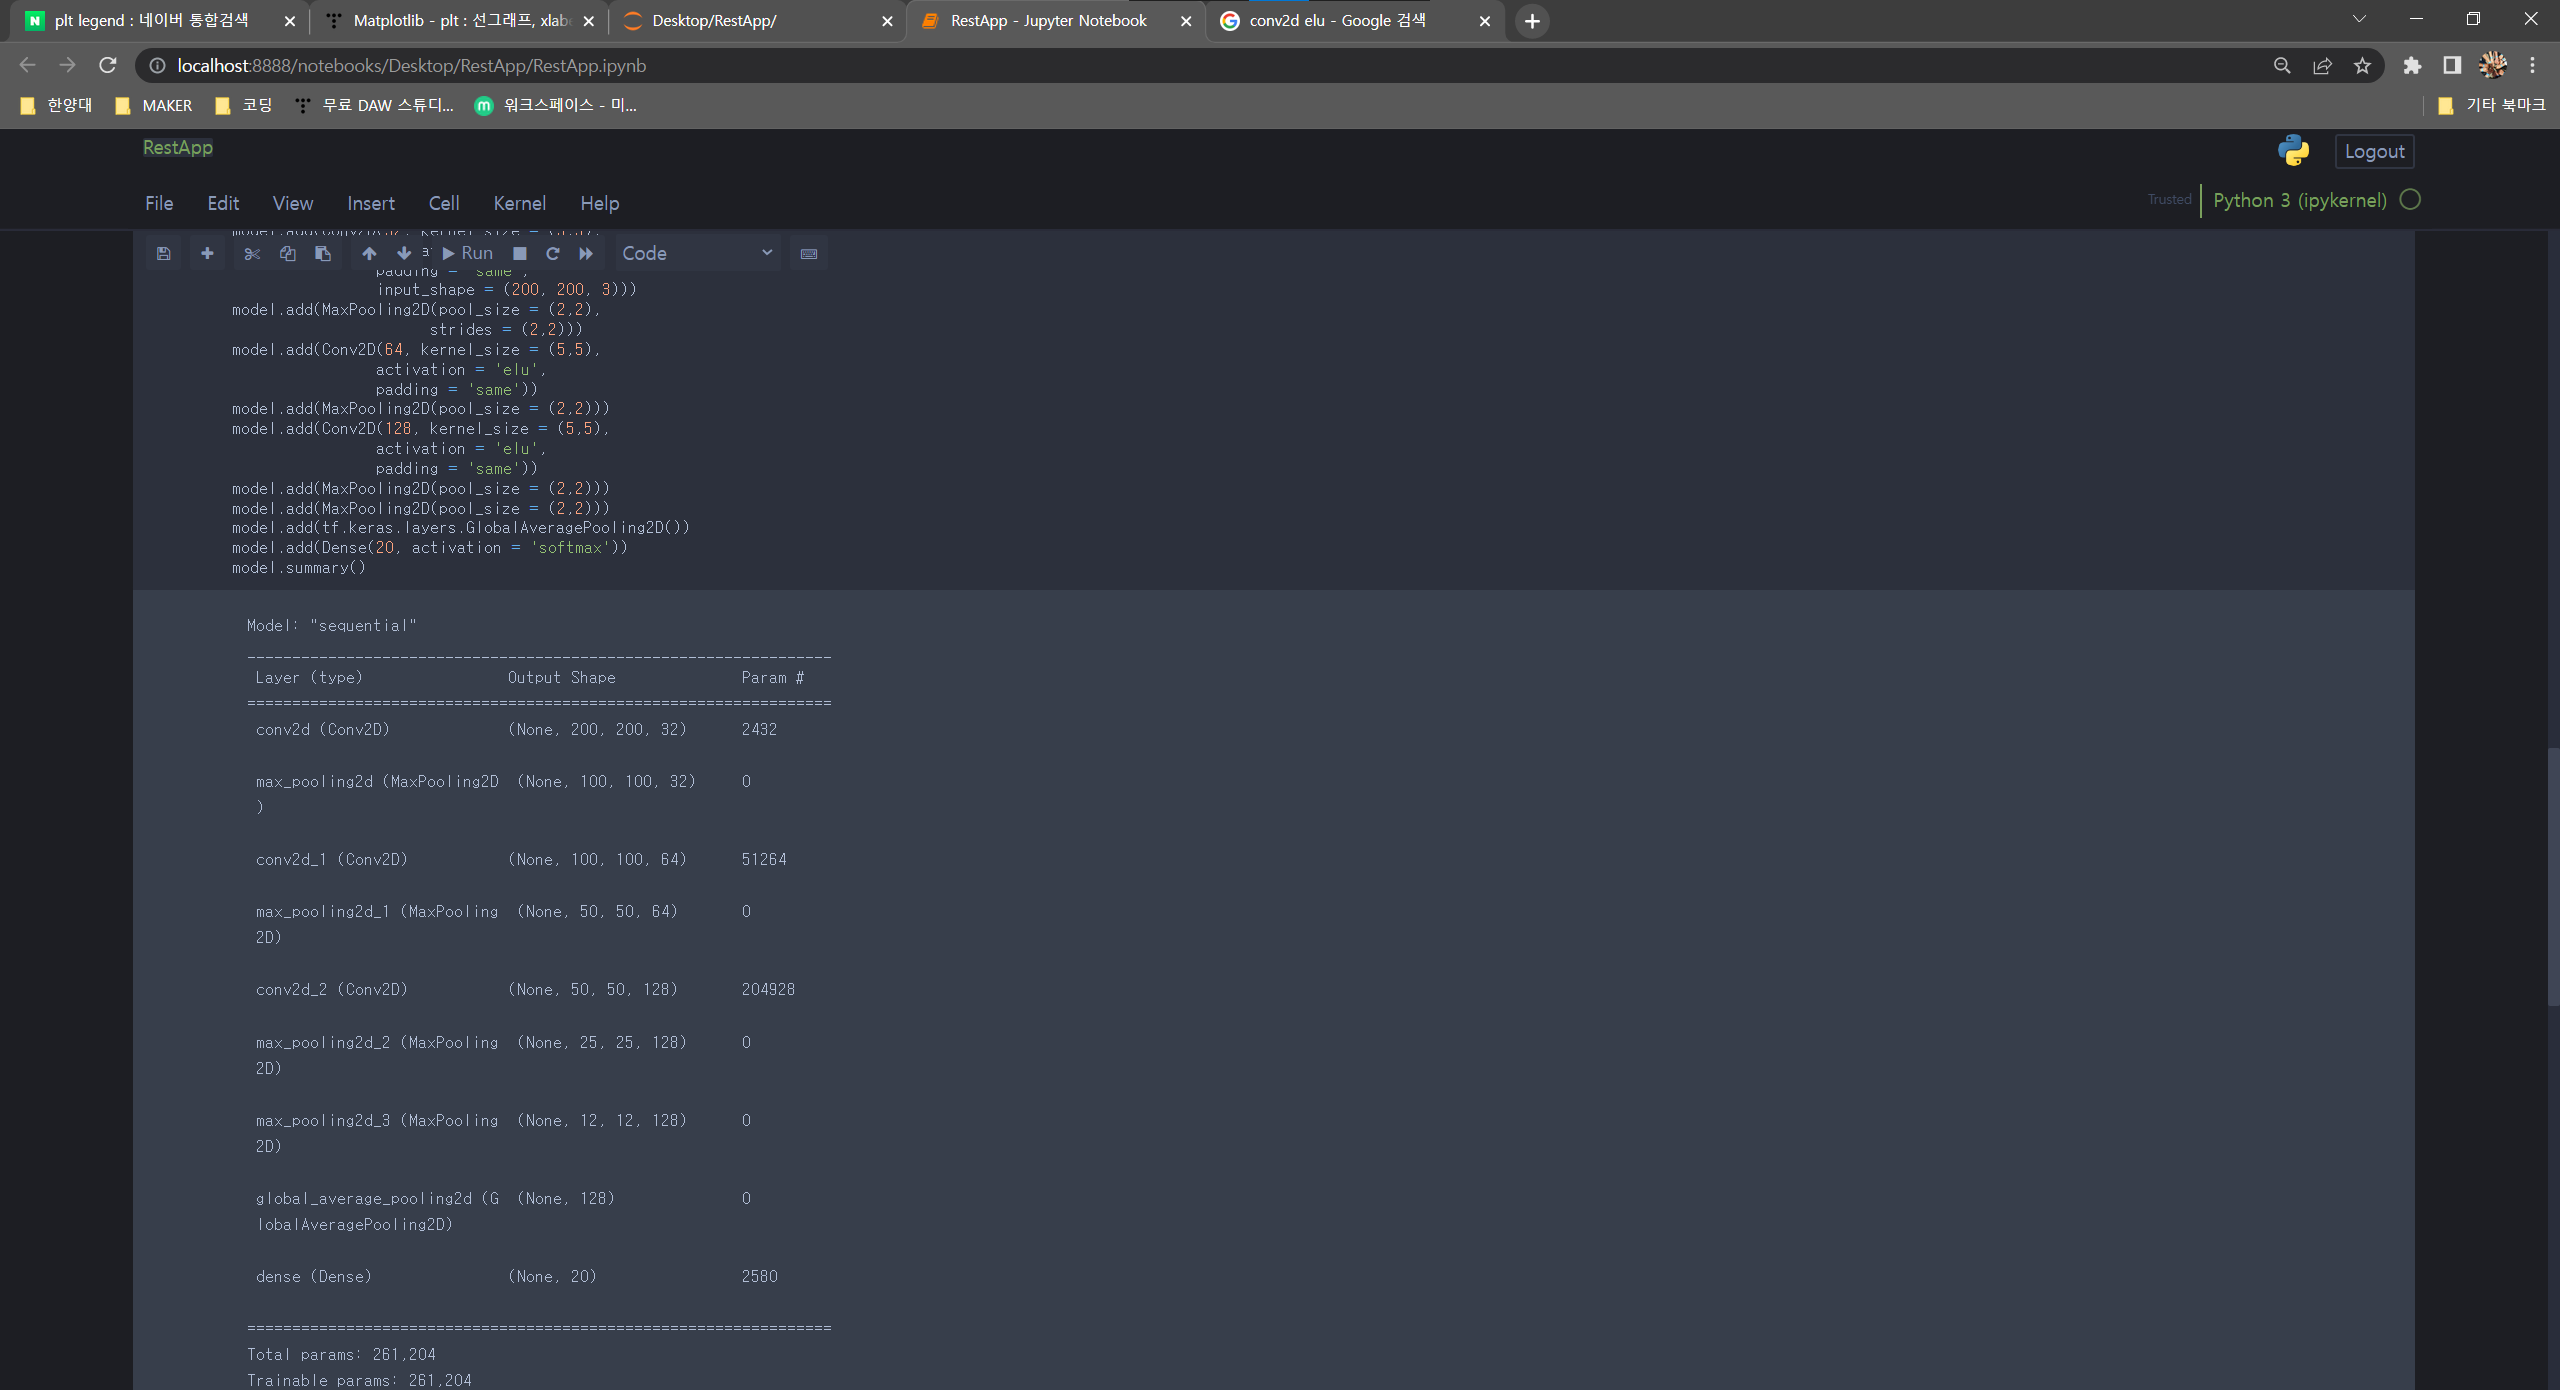 plt legend : 네이버 통합검색
Matplotlib - plt : 선그래프, xlabe
Desktop/RestApp/
RestApp - Jupyter Notebook
conv2d elu - Google 검색
localhost:8888/notebooks/Desktop/RestApp/RestApp.ipynb
한양대
MAKER
코딩
무료 DAW 스튜디...
워크스페이스 - 미...
기타 북마크
RestApp
Logout
File Edit View Insert Cell Kernel Help
Trusted
Python 3 (ipykernel)
Run
Code
padding = 'same',
input_shape = (200, 200, 3)))
model.add(MaxPooling2D(pool_size = (2,2),
strides = (2,2)))
model.add(Conv2D(64, kernel_size = (5,5),
activation = 'elu',
padding = 'same'))
model.add(MaxPooling2D(pool_size = (2,2)))
model.add(Conv2D(128, kernel_size = (5,5),
activation = 'elu',
padding = 'same'))
model.add(MaxPooling2D(pool_size = (2,2)))
model.add(MaxPooling2D(pool_size = (2,2)))
model.add(tf.keras.layers.GlobalAveragePooling2D())
model.add(Dense(20, activation = 'softmax'))
model.summary()
Model: "sequential"
_________________________________________________________________
Layer (type) Output Shape Param #
=================================================================
conv2d (Conv2D) (None, 200, 200, 32) 2432
max_pooling2d (MaxPooling2D (None, 100, 100, 32) 0
)
conv2d_1 (Conv2D) (None, 100, 100, 64) 51264
max_pooling2d_1 (MaxPooling (None, 50, 50, 64) 0
2D)
conv2d_2 (Conv2D) (None, 50, 50, 128) 204928
max_pooling2d_2 (MaxPooling (None, 25, 25, 128) 0
2D)
max_pooling2d_3 (MaxPooling (None, 12, 12, 128) 0
2D)
global_average_pooling2d (G (None, 128) 0
lobalAveragePooling2D)
dense (Dense) (None, 20) 2580
=================================================================
Total params: 261,204
Trainable params: 261,204